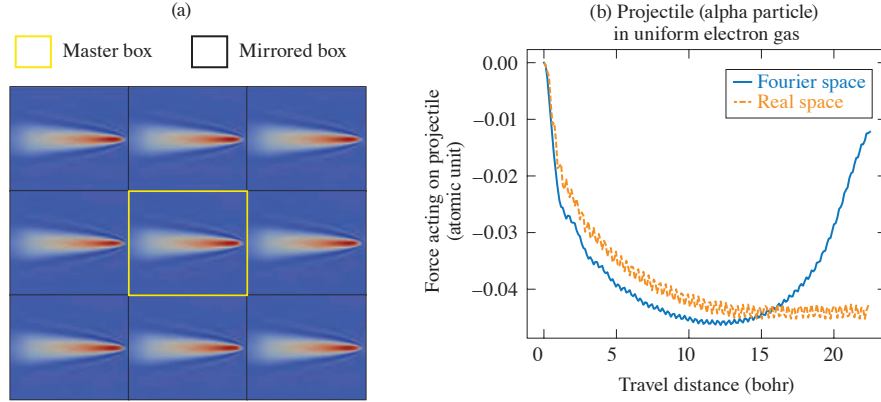 (a)
Master box
Mirrored box
(b) Projectile (alpha particle)
in uniform electron gas
Fourier space
Real space
Force acting on projectile
(atomic unit)
0.00
−0.01
−0.02
−0.03
−0.04
0
5
10
15
20
Travel distance (bohr)